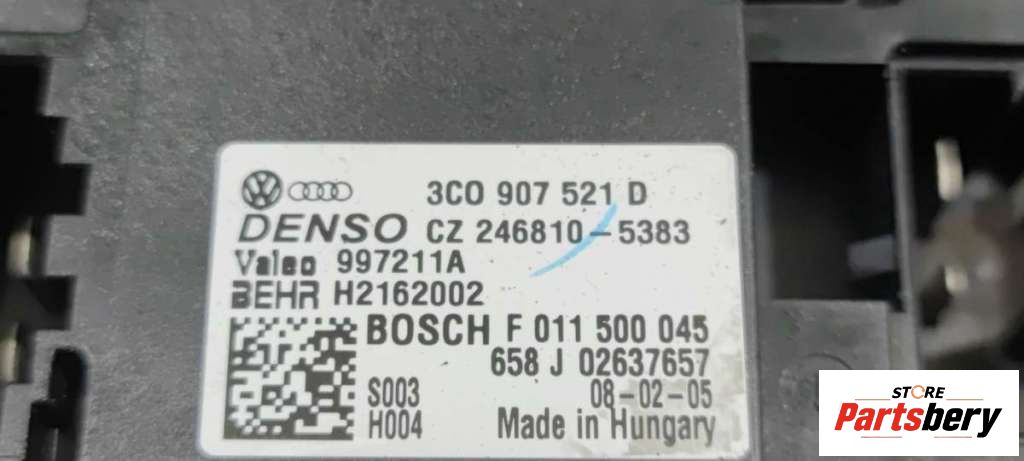 3C0 907 521 D
DENSO CZ 246810-5383
Valeo 997211A
BEHR H2162002
BOSCH F 011 500 045
658 J 02637657
S003 08-02-05
H004 Made in Hungary
STORE
Partsbery